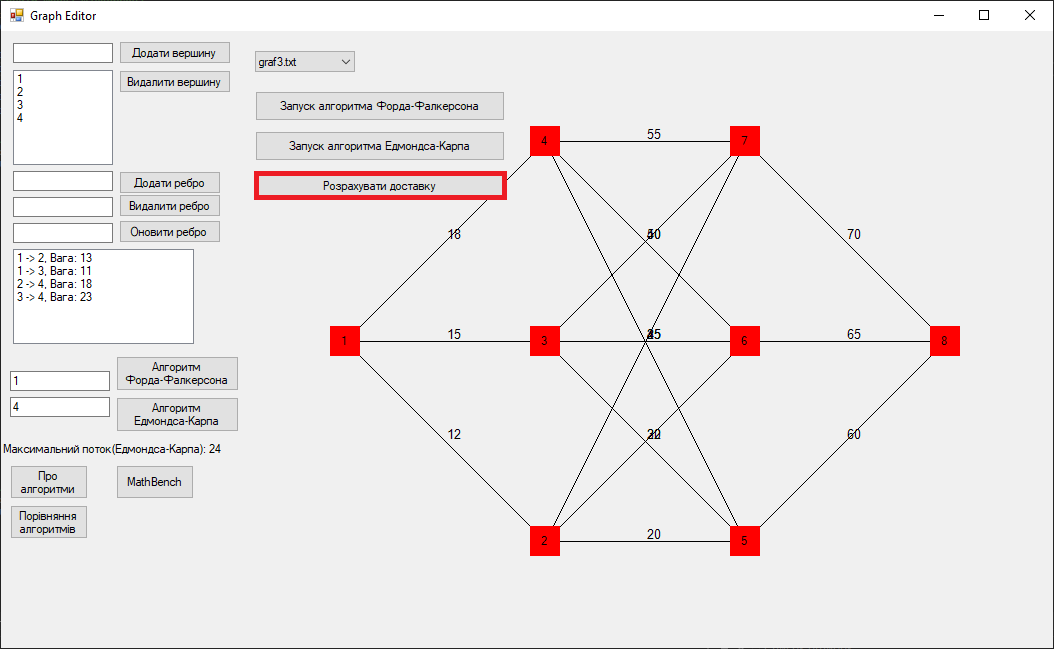 Graph Editor
Додати вершину
graf3.txt
1
2
3
4
Видалити вершину
Запуск алгоритма Форда-Фалкерсона
Запуск алгоритма Едмондса-Карпа
Розрахувати доставку
Додати ребро
Видалити ребро
Оновити ребро
1 -> 2, Вага: 13
1 -> 3, Вага: 11
2 -> 4, Вага: 18
3 -> 4, Вага: 23
1
Алгоритм
Форда-Фалкерсона
4
Алгоритм
Едмондса-Карпа
Максимальний поток(Едмондса-Карпа): 24
Про
алгоритми
MathBench
Порівняння
алгоритмів
55
4
7
18
70
15
65
1
3
6
8
12
60
20
2
5